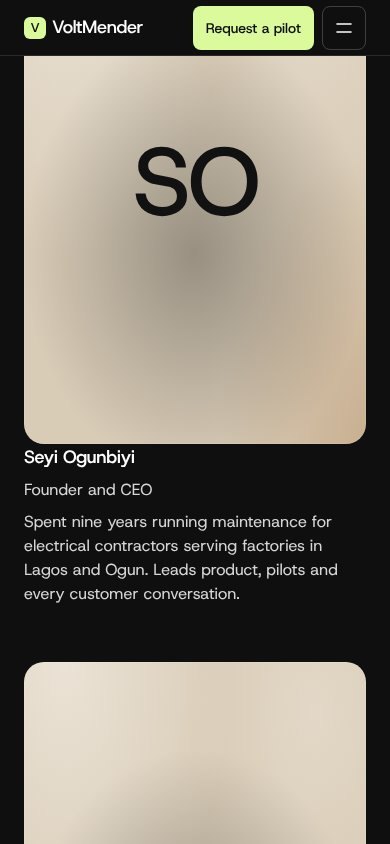 V VoltMender
Request a pilot
SO
Seyi Ogunbiyi
Founder and CEO
Spent nine years running maintenance for
electrical contractors serving factories in
Lagos and Ogun. Leads product, pilots and
every customer conversation.